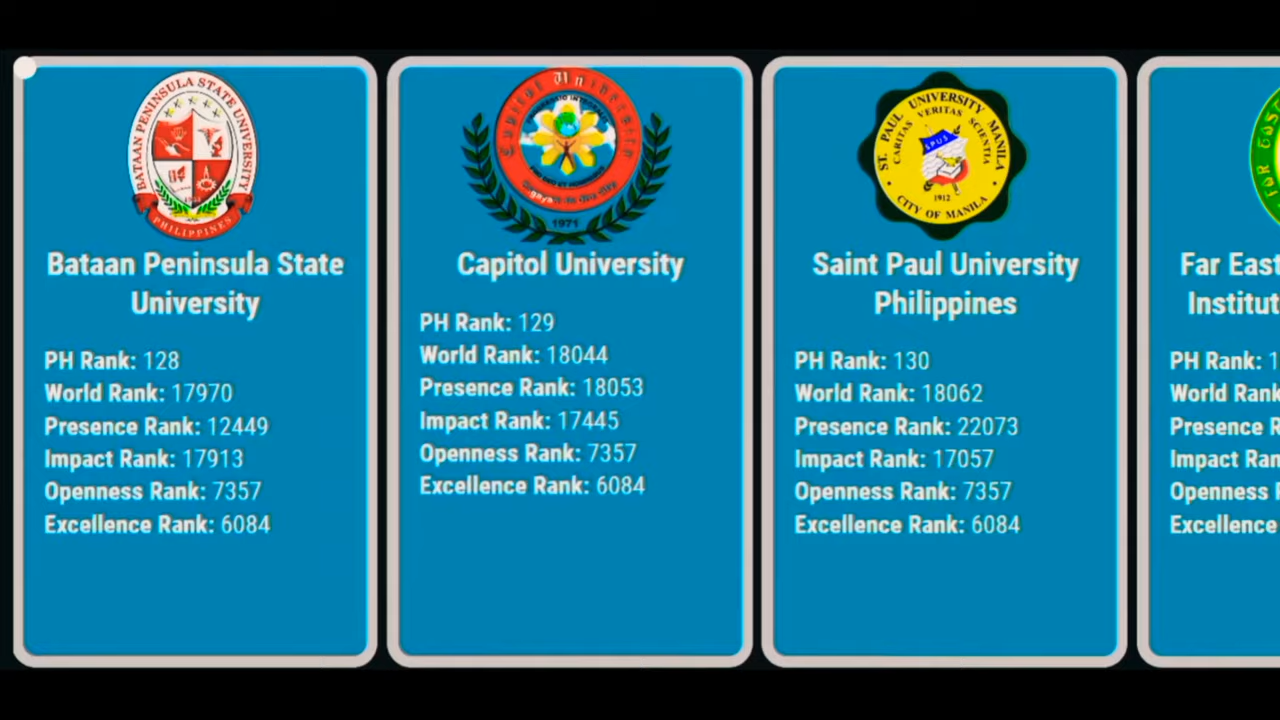 BATAAN PENINSULA STATE UNIVERSITY
PHILIPPINES
Bataan Peninsula State
University
PH Rank: 128
World Rank: 17970
Presence Rank: 12449
Impact Rank: 17913
Openness Rank: 7357
Excellence Rank: 6084
Capitol University
1971
Capitol University
PH Rank: 129
World Rank: 18044
Presence Rank: 18053
Impact Rank: 17445
Openness Rank: 7357
Excellence Rank: 6084
ST. PAUL UNIVERSITY MANILA
CARITAS VERITAS SCIENTIA
SPUS
1912
CITY OF MANILA
Saint Paul University
Philippines
PH Rank: 130
World Rank: 18062
Presence Rank: 22073
Impact Rank: 17057
Openness Rank: 7357
Excellence Rank: 6084
Far East
Institut
PH Rank: 1
World Rank
Presence R
Impact Ran
Openness
Excellence